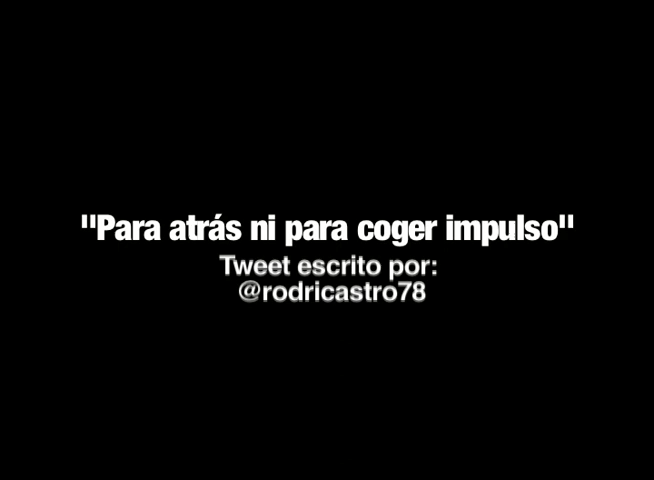 "Para atrás ni para coger impulso"
Tweet escrito por:
@rodricastro78